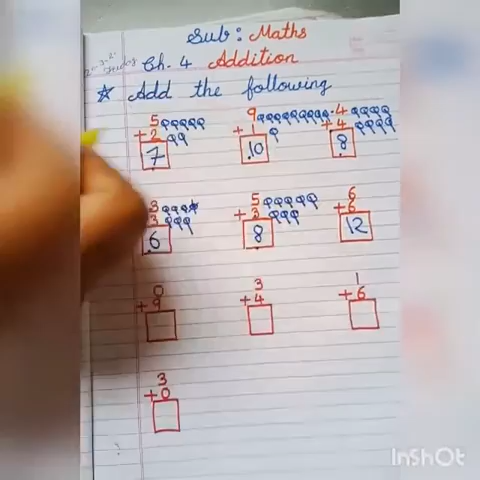 Sub: Maths
Ch. 4 Addition
☆ Add the following
5 9 4
+ 2 + 1 + 4
7 10 8
3 5 6
3 + 3 + 6
6 8 12
0 3 1
+ 9 + 4 + 6
3
+ 0
InShOt